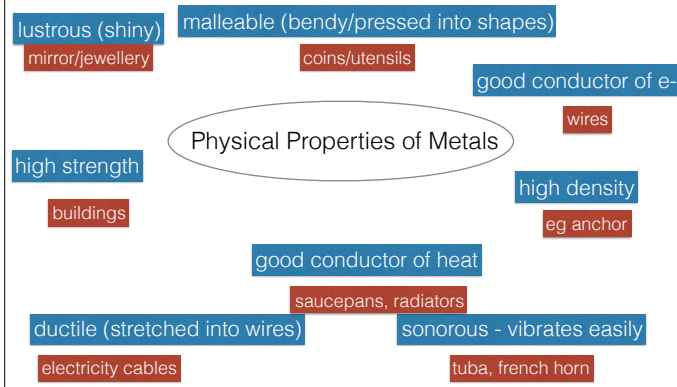 lustrous (shiny)
mirror/jewellery
malleable (bendy/pressed into shapes)
coins/utensils
good conductor of e-
wires
Physical Properties of Metals
high strength
buildings
high density
eg anchor
good conductor of heat
saucepans, radiators
ductile (stretched into wires)
electricity cables
sonorous - vibrates easily
tuba, french horn